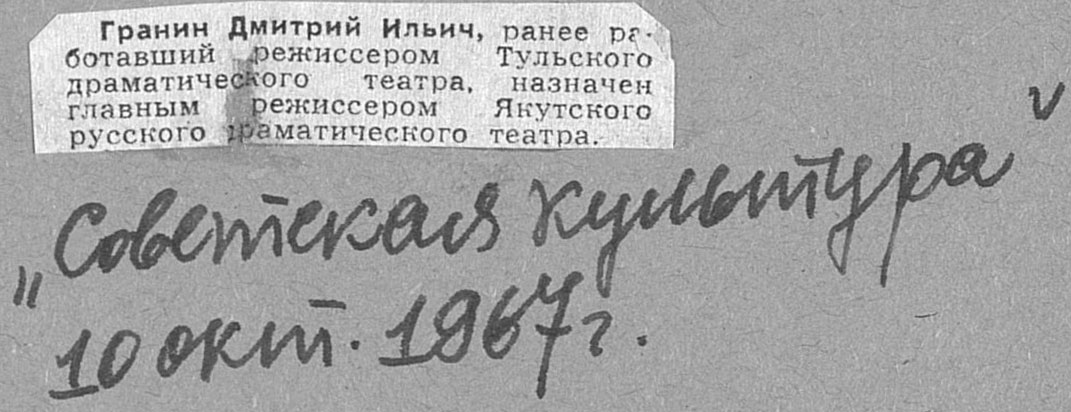 Гранин Дмитрий Ильич, ранее ра-
ботавший режиссером Тульского
драматического театра, назначен
главным режиссером Якутского
русского драматического театра.
„Советская культура"
10 окт. 1967 г.